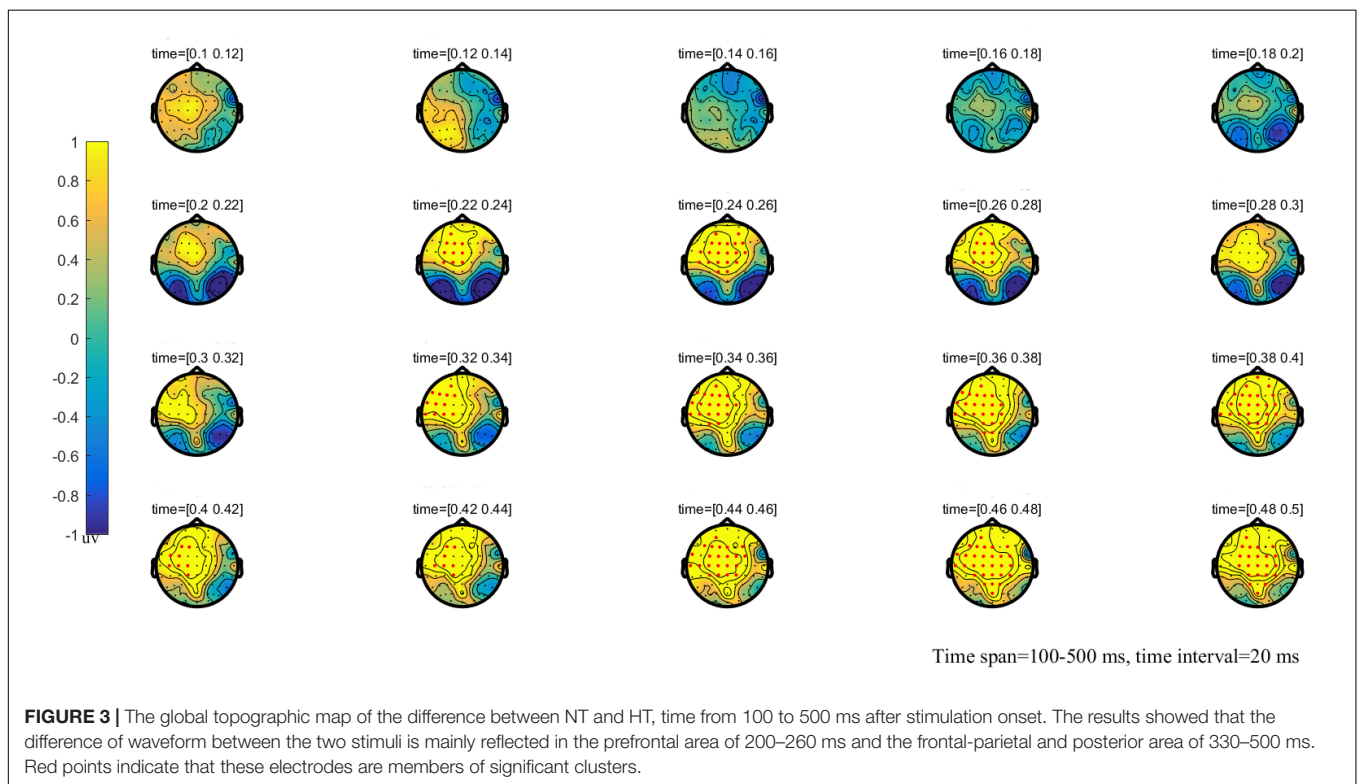 time=[0.1 0.12] time=[0.12 0.14] time=[0.14 0.16] time=[0.16 0.18] time=[0.18 0.2]
1
0.8
0.6
0.4
0.2
0
-0.2
-0.4
-0.6
-0.8
-1
uv
time=[0.2 0.22] time=[0.22 0.24] time=[0.24 0.26] time=[0.26 0.28] time=[0.28 0.3]
time=[0.3 0.32] time=[0.32 0.34] time=[0.34 0.36] time=[0.36 0.38] time=[0.38 0.4]
time=[0.4 0.42] time=[0.42 0.44] time=[0.44 0.46] time=[0.46 0.48] time=[0.48 0.5]
Time span=100-500 ms, time interval=20 ms
FIGURE 3 | The global topographic map of the difference between NT and HT, time from 100 to 500 ms after stimulation onset. The results showed that the
difference of waveform between the two stimuli is mainly reflected in the prefrontal area of 200–260 ms and the frontal-parietal and posterior area of 330–500 ms.
Red points indicate that these electrodes are members of significant clusters.